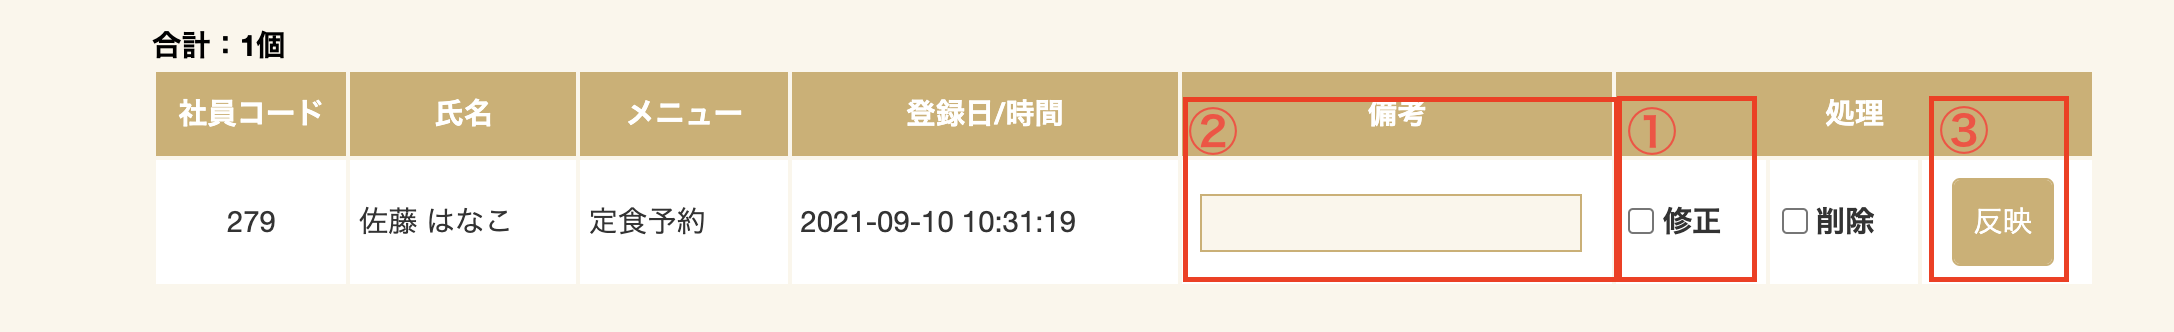 合計：1個
社員コード 氏名 メニュー 登録日/時間 ② 備考 ① 処理 ③
279 佐藤 はなこ 定食予約 2021-09-10 10:31:19 修正 削除 反映